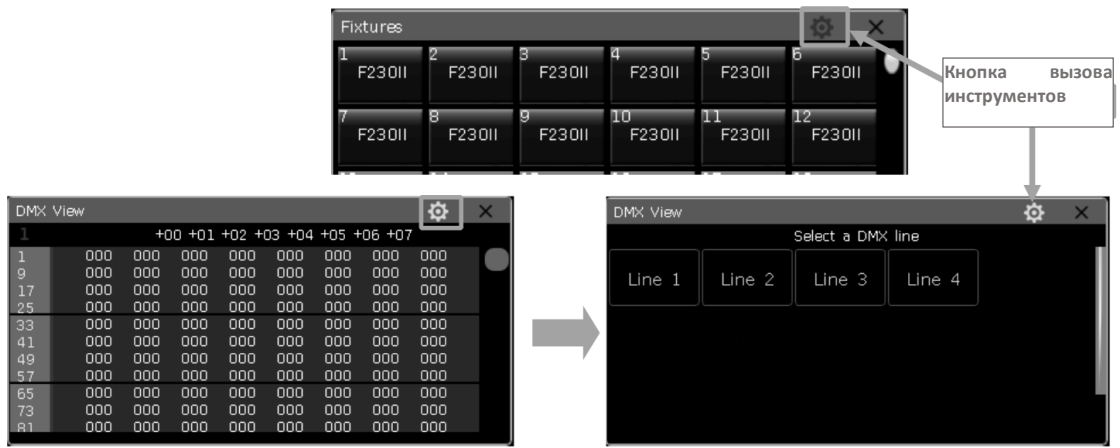 Fixtures
1 2 3 4 5 6
F230II F230II F230II F230II F230II F230II
7 8 9 10 11 12
F230II F230II F230II F230II F230II F230II
Кнопка вызова
инструментов
DMX View
1 +00 +01 +02 +03 +04 +05 +06 +07
1 000 000 000 000 000 000 000 000
9 000 000 000 000 000 000 000 000
17 000 000 000 000 000 000 000 000
25 000 000 000 000 000 000 000 000
33 000 000 000 000 000 000 000 000
41 000 000 000 000 000 000 000 000
49 000 000 000 000 000 000 000 000
57 000 000 000 000 000 000 000 000
65 000 000 000 000 000 000 000 000
73 000 000 000 000 000 000 000 000
81 000 000 000 000 000 000 000 000
DMX View
Select a DMX line
Line 1 Line 2 Line 3 Line 4